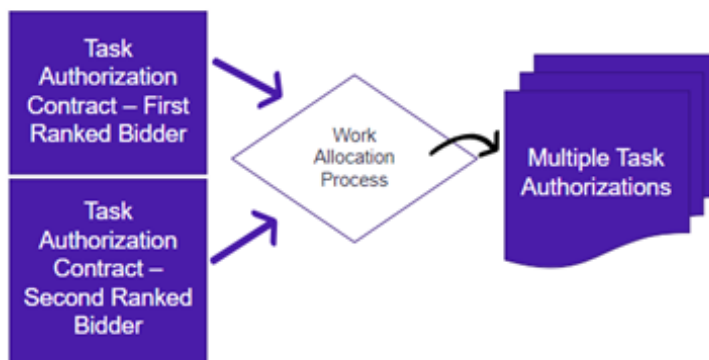 Task
Authorization
Contract – First
Ranked Bidder
Task
Authorization
Contract –
Second Ranked
Bidder
Work
Allocation
Process
Multiple Task
Authorizations